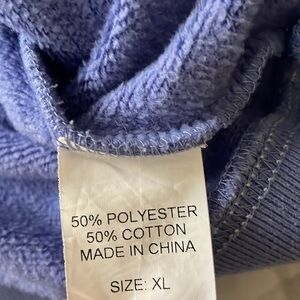 50% POLYESTER
50% COTTON
MADE IN CHINA
SIZE: XL